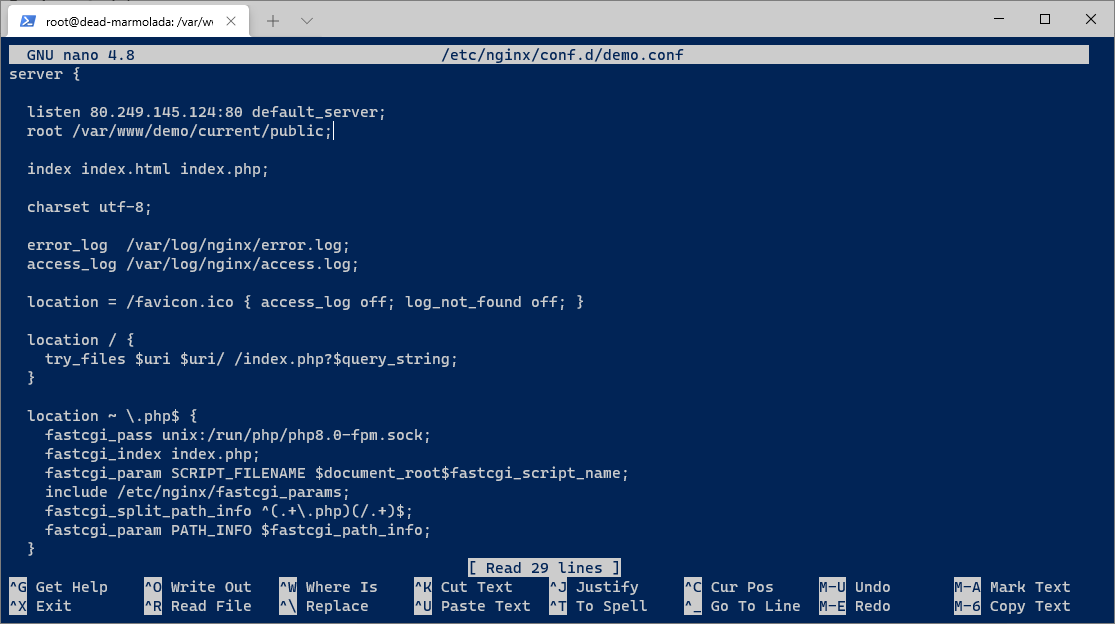 root@dead-marmolada: /var/w
GNU nano 4.8 /etc/nginx/conf.d/demo.conf
server {
listen 80.249.145.124:80 default_server;
root /var/www/demo/current/public;
index index.html index.php;
charset utf-8;
error_log  /var/log/nginx/error.log;
access_log /var/log/nginx/access.log;
location = /favicon.ico { access_log off; log_not_found off; }
location / {
try_files $uri $uri/ /index.php?$query_string;
}
location ~ \.php$ {
fastcgi_pass unix:/run/php/php8.0-fpm.sock;
fastcgi_index index.php;
fastcgi_param SCRIPT_FILENAME $document_root$fastcgi_script_name;
include /etc/nginx/fastcgi_params;
fastcgi_split_path_info ^(.+\.php)(/.+)$;
fastcgi_param PATH_INFO $fastcgi_path_info;
}
[ Read 29 lines ]
^G Get Help ^O Write Out ^W Where Is ^K Cut Text ^J Justify ^C Cur Pos M-U Undo M-A Mark Text
^X Exit ^R Read File ^\ Replace ^U Paste Text ^T To Spell ^_ Go To Line M-E Redo M-6 Copy Text